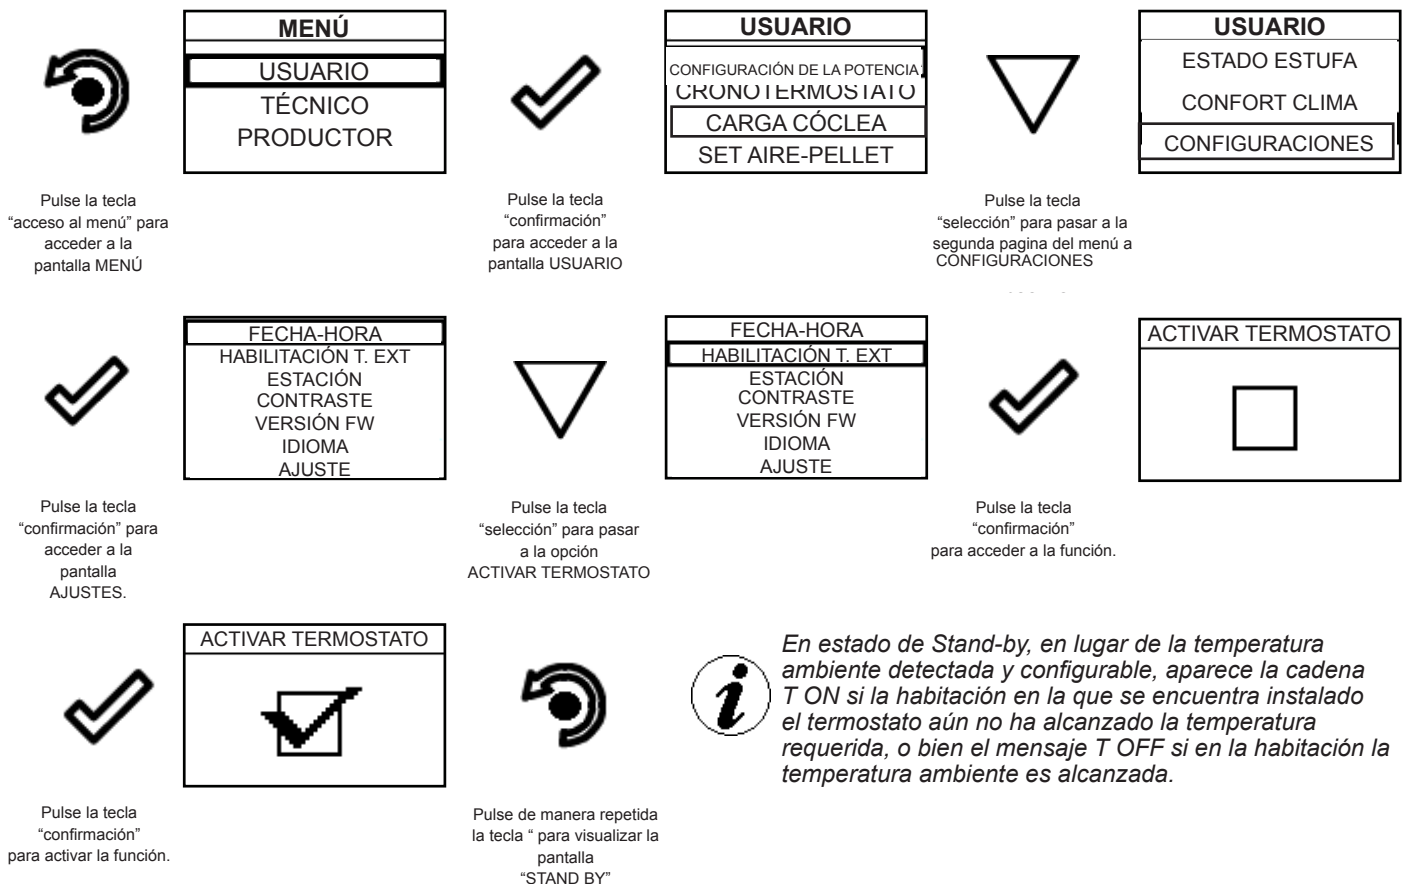 MENÚ
USUARIO
TÉCNICO
PRODUCTOR
USUARIO
CONFIGURACIÓN DE LA POTENCIA
CRONOTERMOSTATO
CARGA CÓCLEA
SET AIRE-PELLET
USUARIO
ESTADO ESTUFA
CONFORT CLIMA
CONFIGURACIONES
Pulse la tecla
“acceso al menú” para
acceder a la
pantalla MENÚ
Pulse la tecla
“confirmación”
para acceder a la
pantalla USUARIO
Pulse la tecla
“selección” para pasar a la
segunda pagina del menú a
CONFIGURACIONES
FECHA-HORA
HABILITACIÓN T. EXT
ESTACIÓN
CONTRASTE
VERSIÓN FW
IDIOMA
AJUSTE
FECHA-HORA
HABILITACIÓN T. EXT
ESTACIÓN
CONTRASTE
VERSIÓN FW
IDIOMA
AJUSTE
ACTIVAR TERMOSTATO
Pulse la tecla
“confirmación” para
acceder a la
pantalla
AJUSTES.
Pulse la tecla
“selección” para pasar
a la opción
ACTIVAR TERMOSTATO
Pulse la tecla
“confirmación”
para acceder a la función.
ACTIVAR TERMOSTATO
En estado de Stand-by, en lugar de la temperatura
ambiente detectada y configurable, aparece la cadena
T ON si la habitación en la que se encuentra instalado
el termostato aún no ha alcanzado la temperatura
requerida, o bien el mensaje T OFF si en la habitación la
temperatura ambiente es alcanzada.
Pulse la tecla
“confirmación”
para activar la función.
Pulse de manera repetida
la tecla “ para visualizar la
pantalla
“STAND BY”